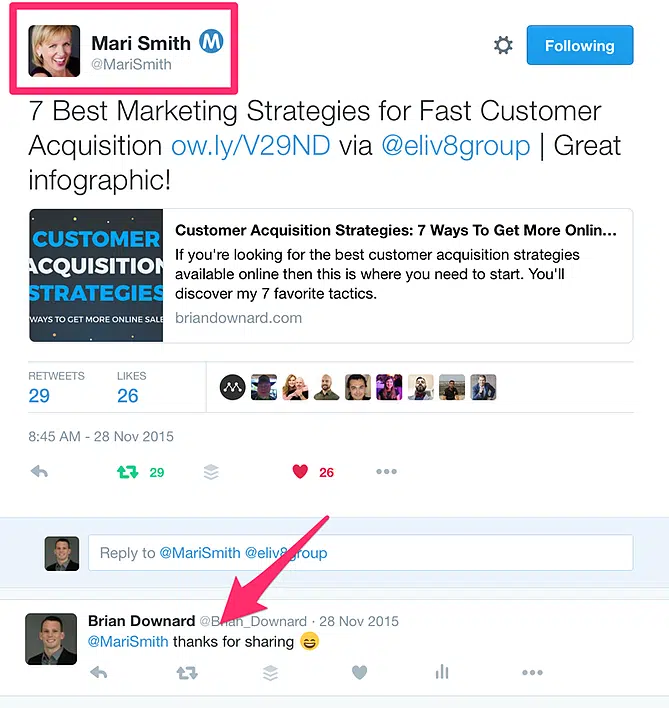 Mari Smith M
@MariSmith
Following
7 Best Marketing Strategies for Fast Customer
Acquisition ow.ly/V29ND via @eliv8group | Great
infographic!
CUSTOMER
ACQUISITION
STRATEGIES
WAYS TO GET MORE ONLINE SALE
Customer Acquisition Strategies: 7 Ways To Get More Onlin...
If you're looking for the best customer acquisition strategies
available online then this is where you need to start. You'll
discover my 7 favorite tactics.
briandownard.com
RETWEETS LIKES
29 26
8:45 AM - 28 Nov 2015
29 26
Reply to @MariSmith @eliv8group
Brian Downard @Brian_Downard · 28 Nov 2015
@MariSmith thanks for sharing 😄